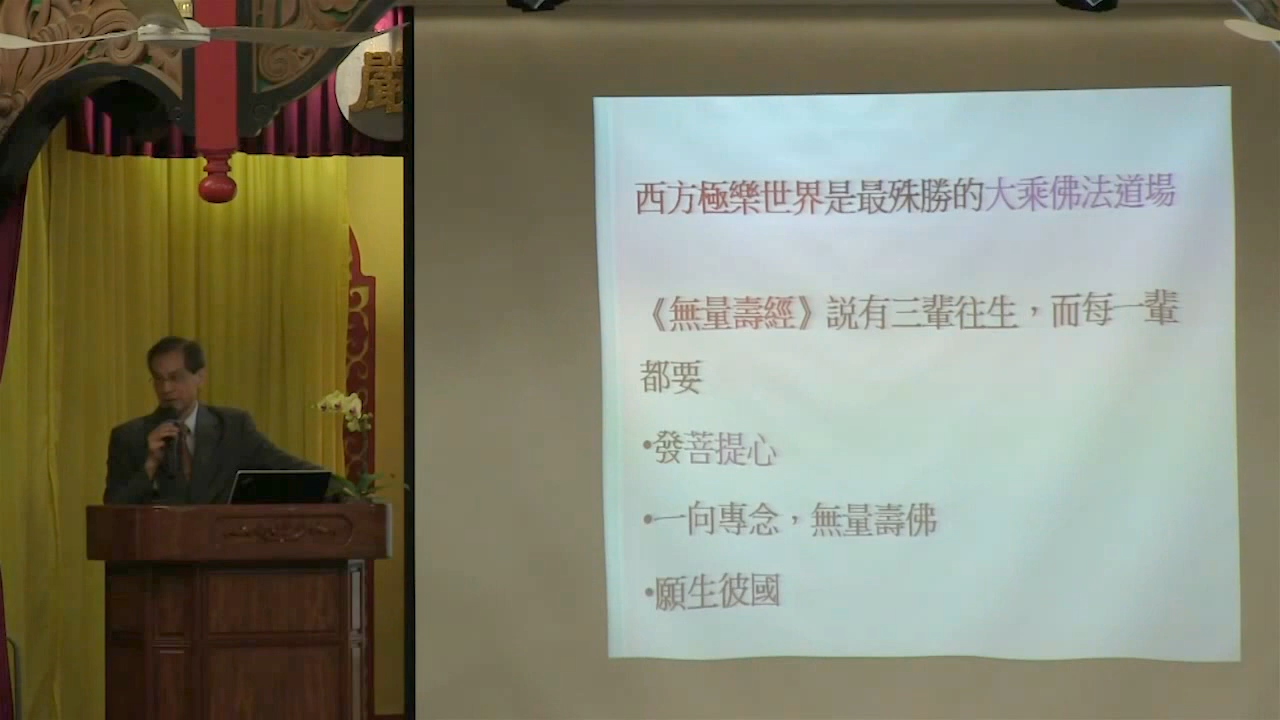 嚴
西方極樂世界是最殊勝的大乘佛法道場
《無量壽經》説有三輩往生，而每一輩
都要
•發菩提心
•一向專念，無量壽佛
•願生彼國